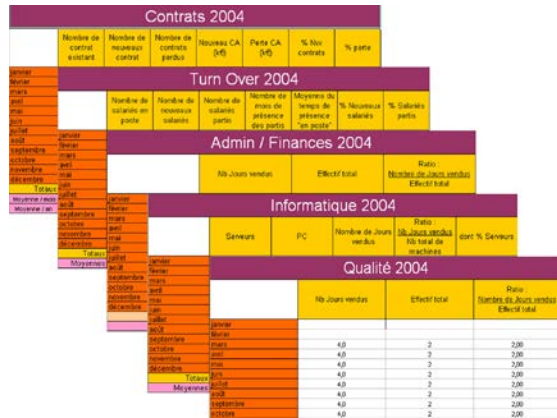 Contrats 2004
Nombre de contrat existant
Nombre de nouveaux contrat
Nombre de contrats perdus
Nouveau CA (k€)
Perte CA (k€)
% Nvx contrats
% perte
janvier
février
mars
avril
mai
juin
juillet
août
septembre
octobre
novembre
décembre
Totaux
Moyenne / mois
Moyenne / an
Turn Over 2004
Nombre de salariés en poste
Nombre de nouveaux salariés
Nombre de salariés partis
Nombre de mois de présence des partis
Moyenne du temps de présence "en poste"
% Nouveaux salariés
% Salariés partis
janvier
février
mars
avril
mai
juin
juillet
août
septembre
octobre
novembre
décembre
Totaux
Moyennes
Admin / Finances 2004
Nb Jours vendus
Effectif total
Ratio :
Nombre de Jours vendus
Effectif total
janvier
février
mars
avril
mai
juin
juillet
août
septembre
octobre
novembre
décembre
Informatique 2004
Serveurs
PC
Nombre de Jours vendus
Ratio :
Nb Jours vendus
Nb total de machines
dont % Serveurs
janvier
février
mars
avril
mai
juin
juillet
août
septembre
octobre
novembre
décembre
Totaux
Moyennes
Qualité 2004
Nb Jours vendus
Effectif total
Ratio :
Nombre de Jours vendus
Effectif total
janvier
février
mars 4,0 2 2,00
avril 4,0 2 2,00
mai 4,0 2 2,00
juin 4,0 2 2,00
juillet 4,0 2 2,00
août 4,0 2 2,00
septembre 4,0 2 2,00
octobre 4,0 2 2,00